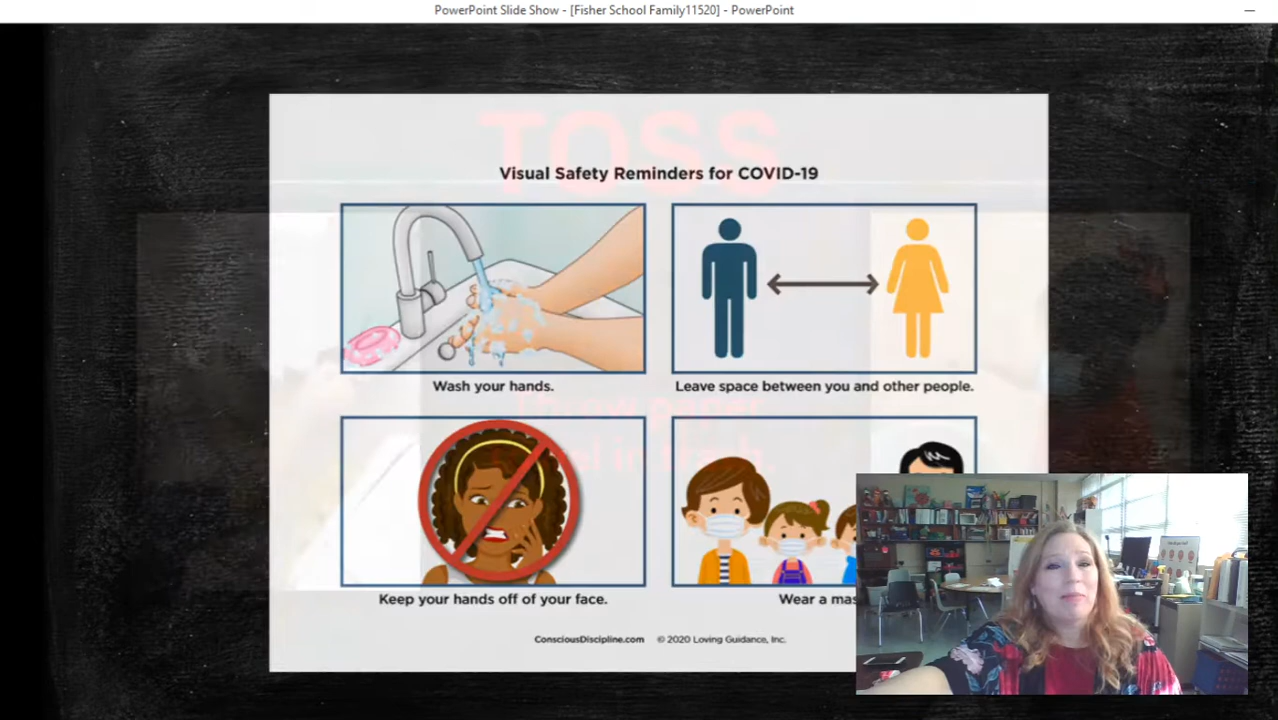 PowerPoint Slide Show - [Fisher School Family11520] - PowerPoint
TOSS
Visual Safety Reminders for COVID-19
Wash your hands.
Leave space between you and other people.
Keep your hands off of your face.
Wear a mas
ConsciousDiscipline.com © 2020 Loving Guidance, Inc.